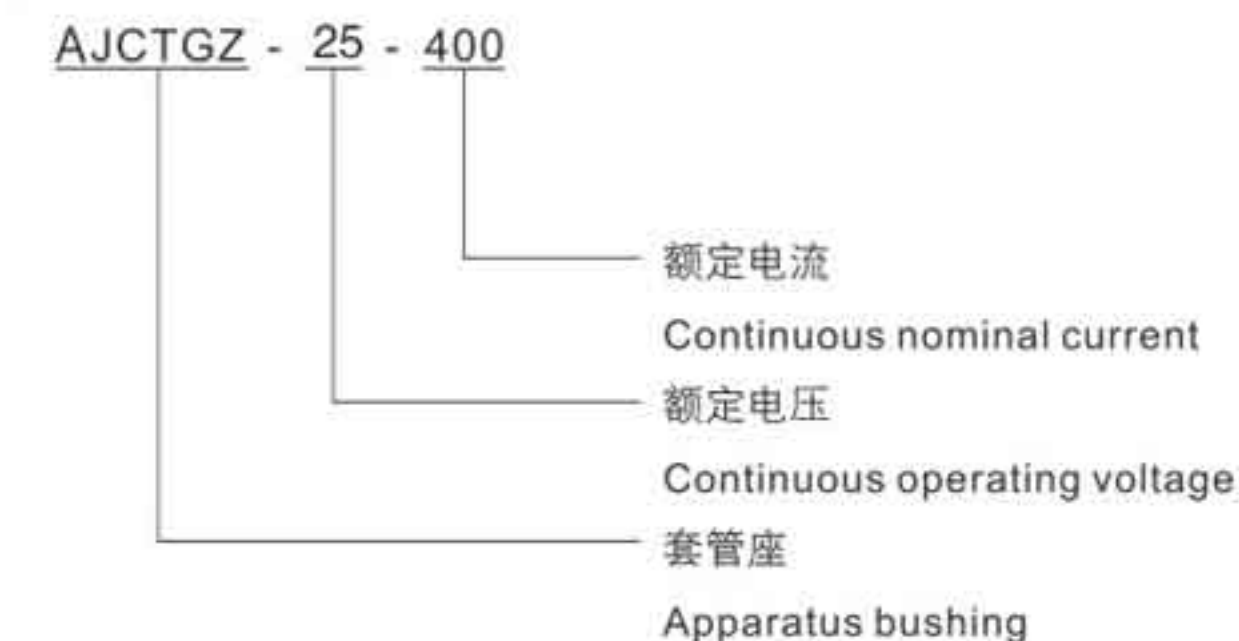 AJCTGZ - 25 - 400
额定电流
Continuous nominal current
额定电压
Continuous operating voltage
套管座
Apparatus bushing